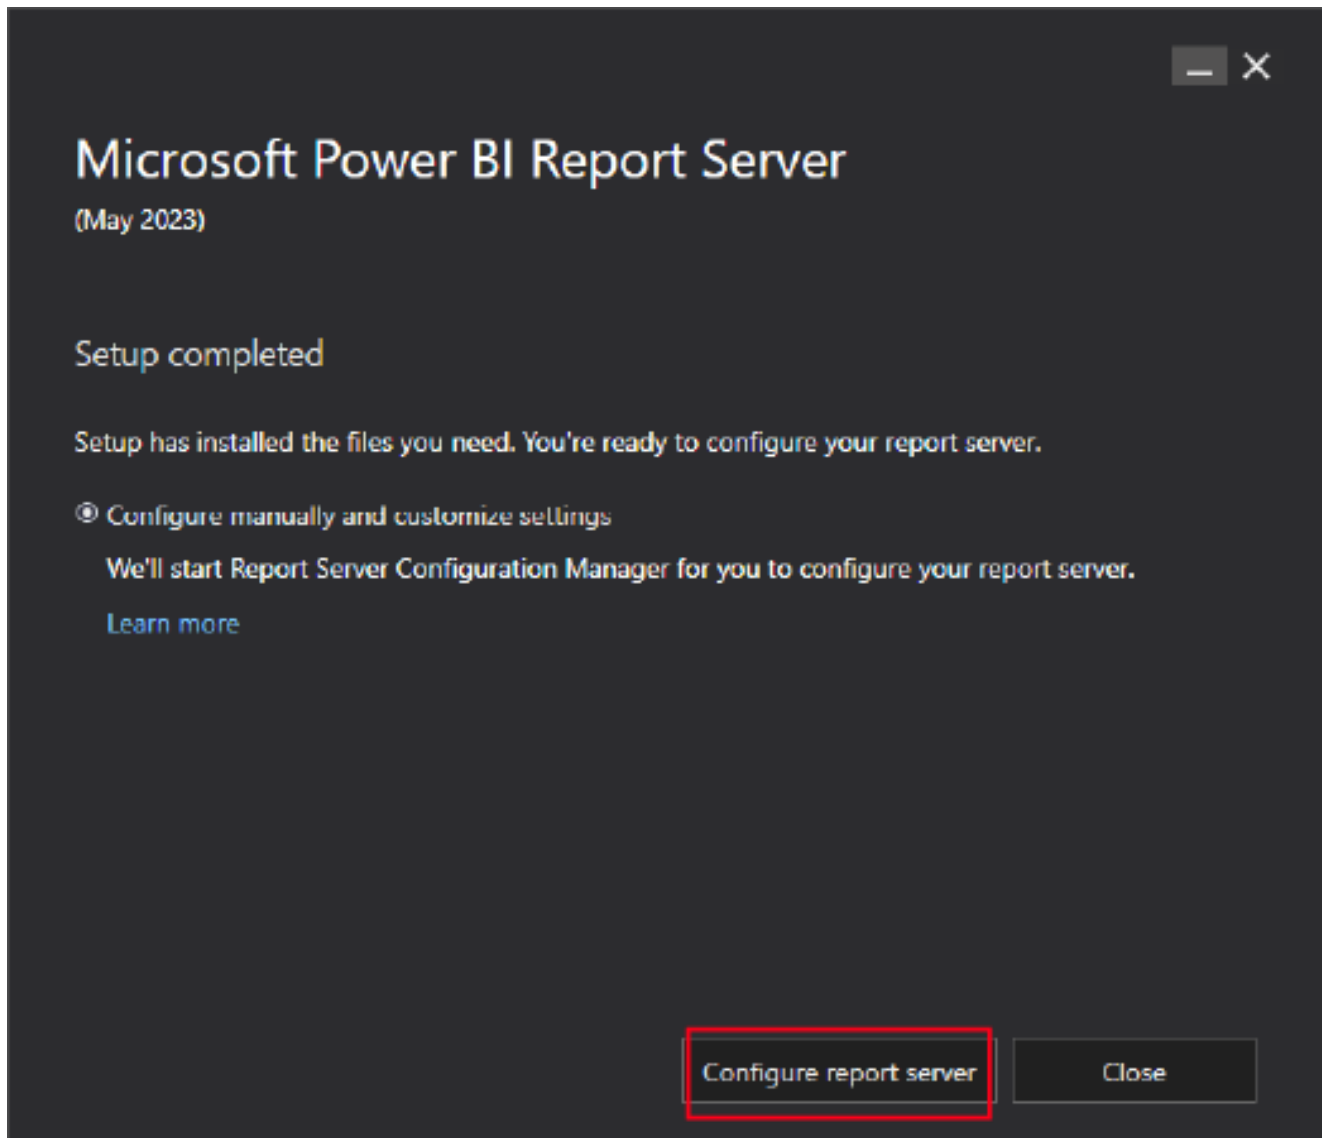 Microsoft Power BI Report Server
(May 2023)
Setup completed
Setup has installed the files you need. You're ready to configure your report server.
Configure manually and customize settings
We'll start Report Server Configuration Manager for you to configure your report server.
Learn more
Configure report server
Close